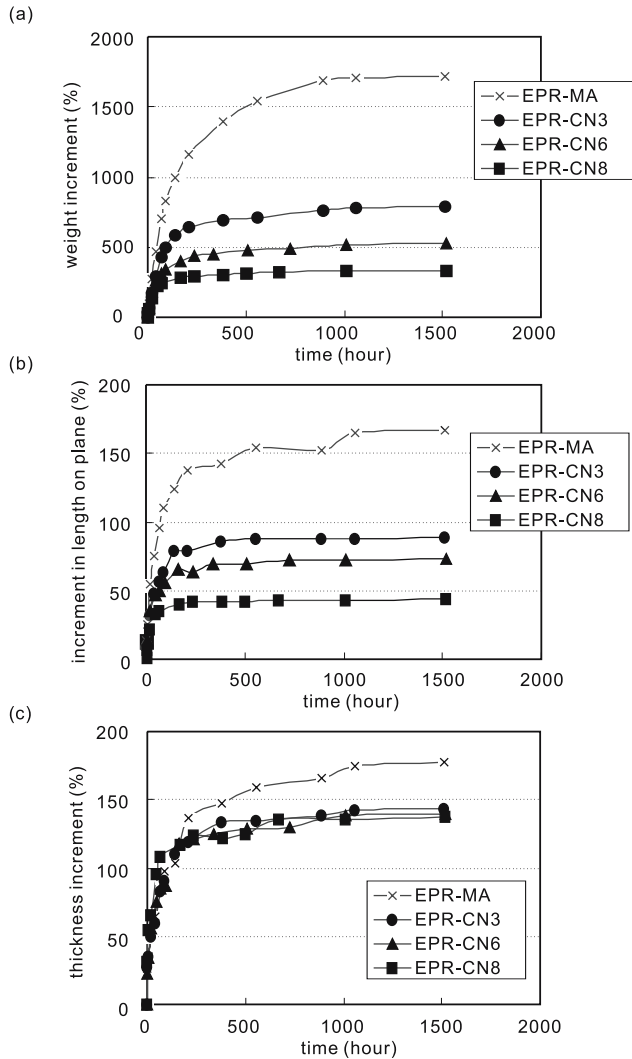 (a)
weight increment (%)
2000
1500
1000
500
0
0
500
1000
1500
2000
time (hour)
EPR-MA
EPR-CN3
EPR-CN6
EPR-CN8
(b)
increment in length on plane (%)
200
150
100
50
0
0
500
1000
1500
2000
time (hour)
EPR-MA
EPR-CN3
EPR-CN6
EPR-CN8
(c)
thickness increment (%)
200
150
100
50
0
0
500
1000
1500
2000
time (hour)
EPR-MA
EPR-CN3
EPR-CN6
EPR-CN8